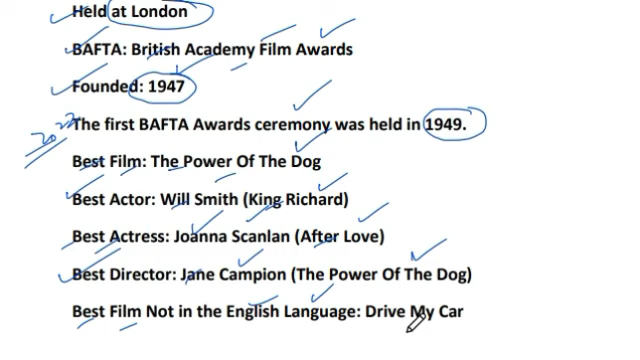 Held at London
BAFTA: British Academy Film Awards
Founded: 1947
2022
The first BAFTA Awards ceremony was held in 1949.
Best Film: The Power Of The Dog
Best Actor: Will Smith (King Richard)
Best Actress: Joanna Scanlan (After Love)
Best Director: Jane Campion (The Power Of The Dog)
Best Film Not in the English Language: Drive My Car